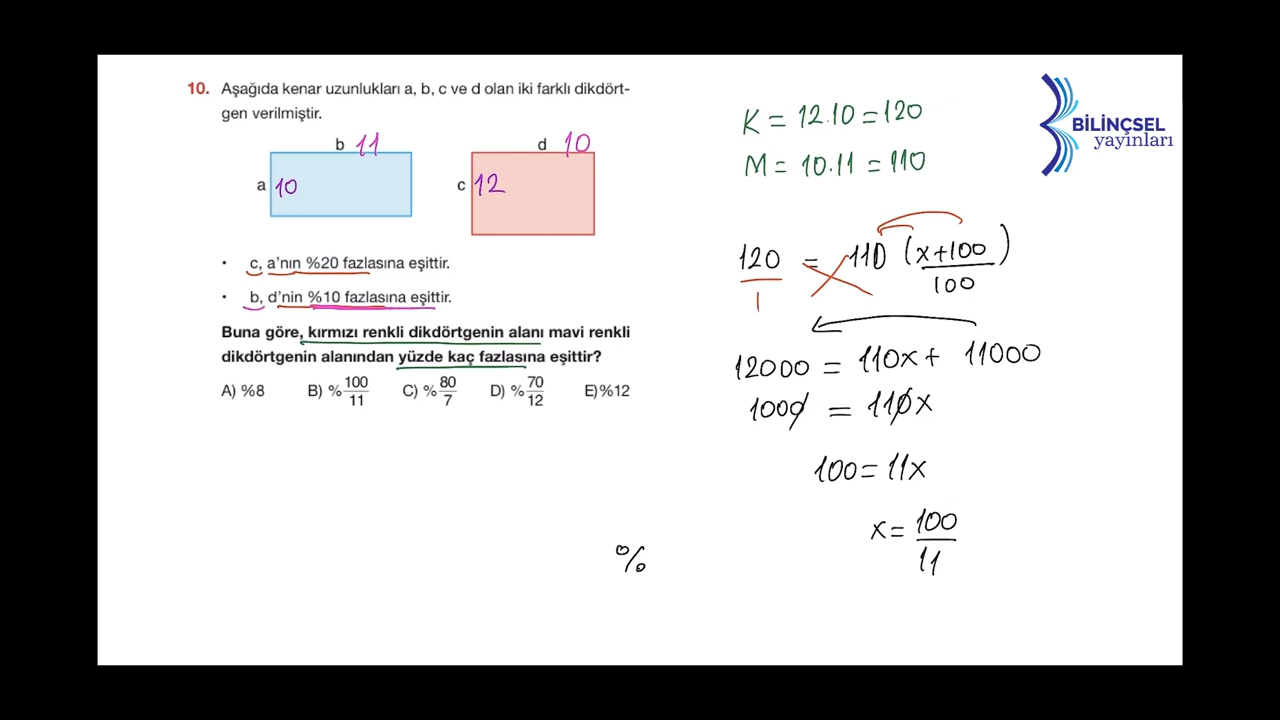 10. Aşağıda kenar uzunlukları a, b, c ve d olan iki farklı dikdört-
gen verilmiştir.
b 11
a 10
d 10
c 12
• c, a'nın %20 fazlasına eşittir.
• b, d'nin %10 fazlasına eşittir.
Buna göre, kırmızı renkli dikdörtgenin alanı mavi renkli
dikdörtgenin alanından yüzde kaç fazlasına eşittir?
A) %8 B) %100/11 C) %80/7 D) %70/12 E)%12
K = 12.10 = 120
M = 10.11 = 110
120/1 = 110 (x+100/100)
12000 = 110x + 11000
1000 = 110x
100 = 11x
x = 100/11
%
BİLİNÇSEL
yayınları